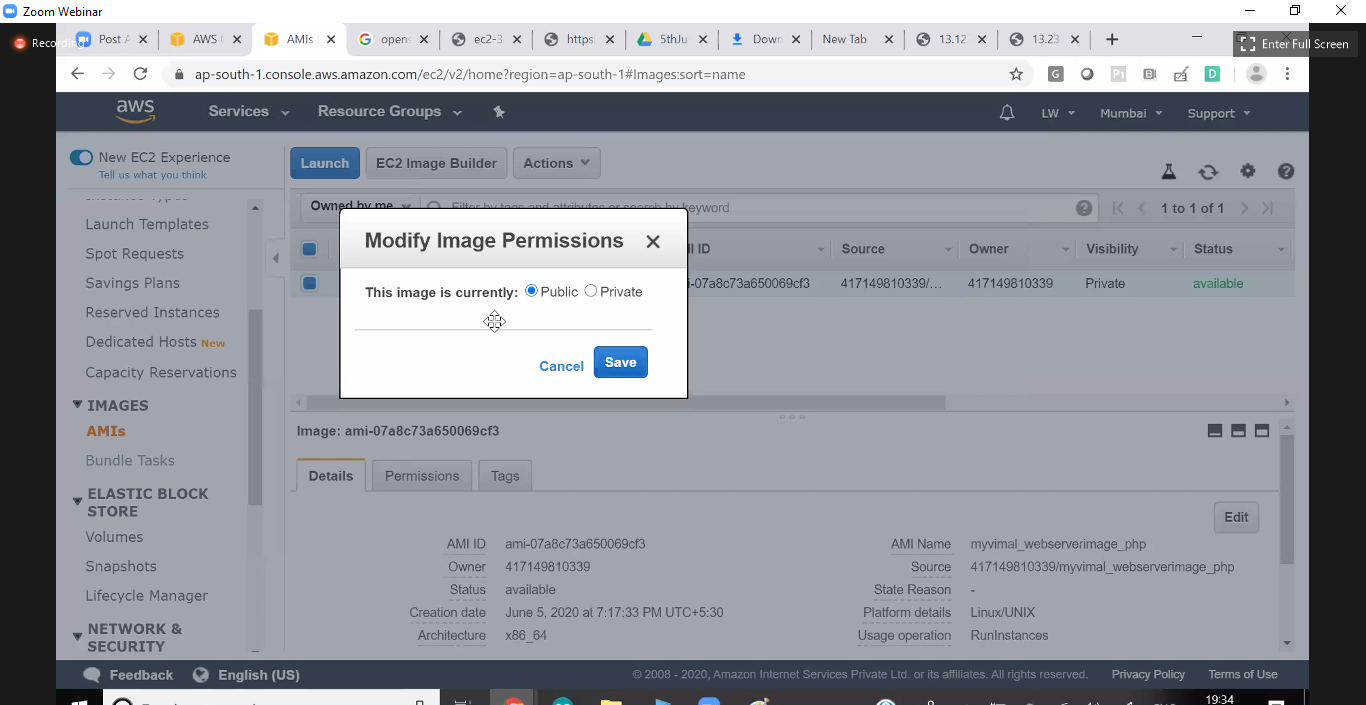 Zoom Webinar
Recording
Post A
AWS
AMIs
opens
ec2-3
https:
5thJu
Down
New Tab
13.12
13.23
Enter Full Screen
ap-south-1.console.aws.amazon.com/ec2/v2/home?region=ap-south-1#Images:sort=name
aws
Services
Resource Groups
LW
Mumbai
Support
New EC2 Experience
Tell us what you think
Launch
EC2 Image Builder
Actions
Instance Types
Launch Templates
Spot Requests
Savings Plans
Reserved Instances
Dedicated Hosts New
Capacity Reservations
IMAGES
AMIs
Bundle Tasks
ELASTIC BLOCK
STORE
Volumes
Snapshots
Lifecycle Manager
NETWORK &
SECURITY
Owned by me
Filter by tags and attributes or search by keyword
1 to 1 of 1
ID
Source
Owner
Visibility
Status
i-07a8c73a650069cf3
417149810339/...
417149810339
Private
available
Modify Image Permissions
This image is currently: Public Private
Cancel
Save
Image: ami-07a8c73a650069cf3
Details
Permissions
Tags
Edit
AMI ID ami-07a8c73a650069cf3
AMI Name myvimal_webserverimage_php
Owner 417149810339
Source 417149810339/myvimal_webserverimage_php
Status available
State Reason -
Creation date June 5, 2020 at 7:17:33 PM UTC+5:30
Platform details Linux/UNIX
Architecture x86_64
Usage operation RunInstances
Feedback
English (US)
© 2008 - 2020, Amazon Internet Services Private Ltd. or its affiliates. All rights reserved.
Privacy Policy
Terms of Use
19:34